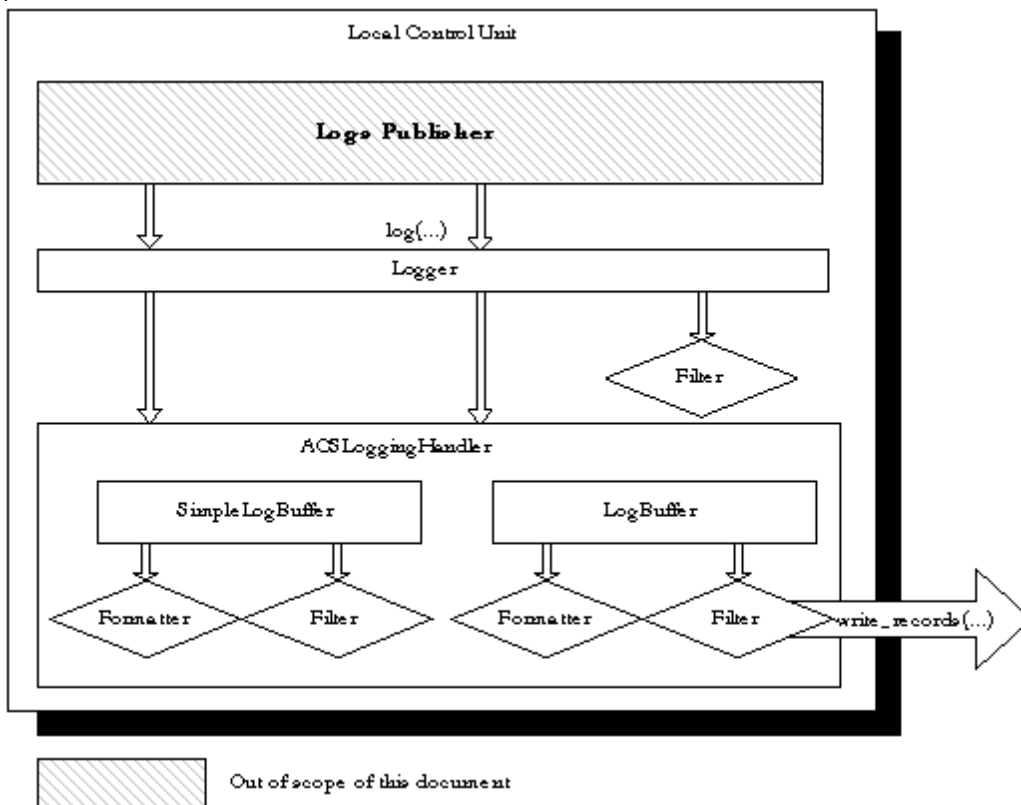 Local Control Unit
Logs Publisher
log(...)
Logger
Filter
ACSLoggingHandler
SimpleLogBuffer
LogBuffer
Formatter
Filter
Formatter
Filter
write_records(...)
Out of scope of this document